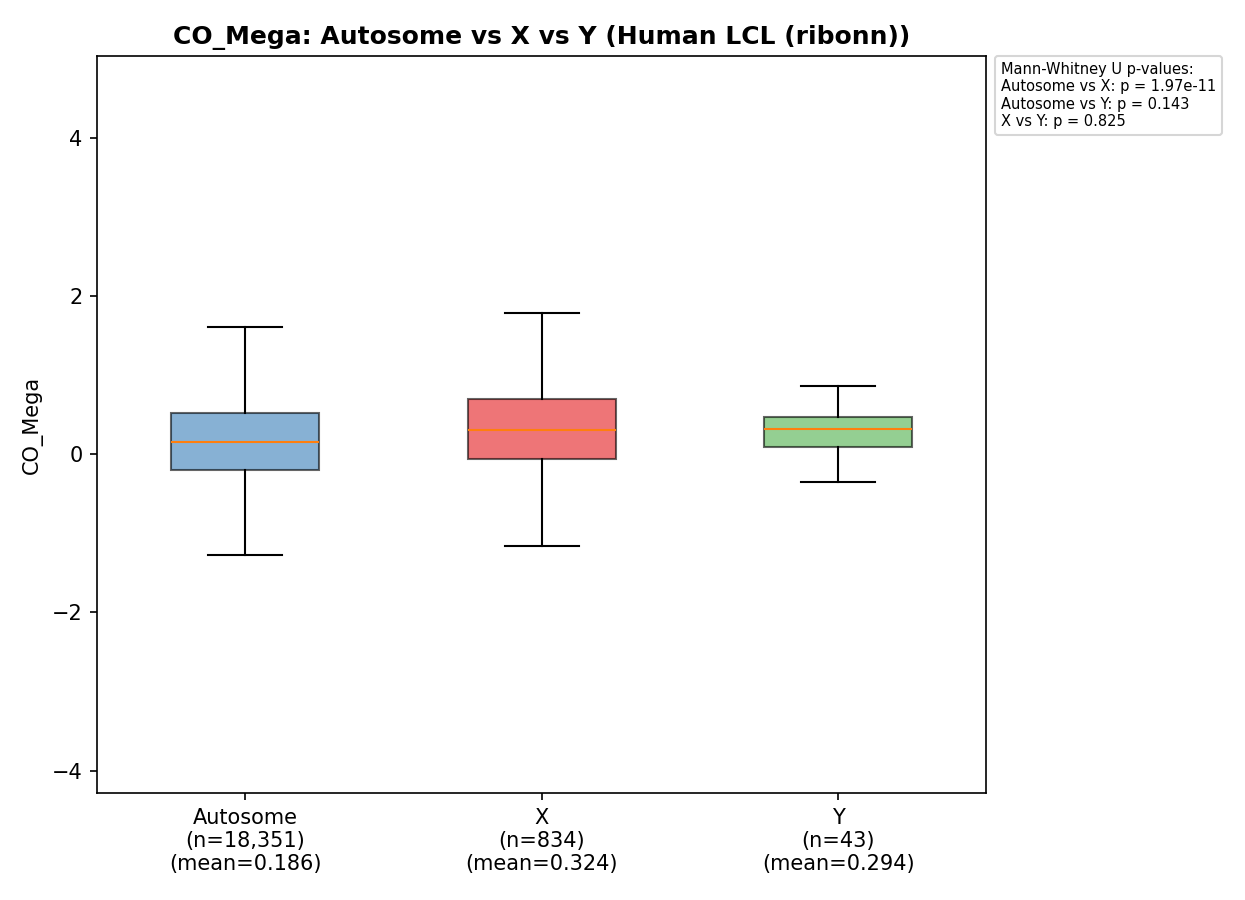 CO_Mega: Autosome vs X vs Y (Human LCL (ribonn))
Mann-Whitney U p-values:
Autosome vs X: p = 1.97e-11
Autosome vs Y: p = 0.143
X vs Y: p = 0.825
CO_Mega
4
2
0
−2
−4
Autosome
(n=18,351)
(mean=0.186)
X
(n=834)
(mean=0.324)
Y
(n=43)
(mean=0.294)